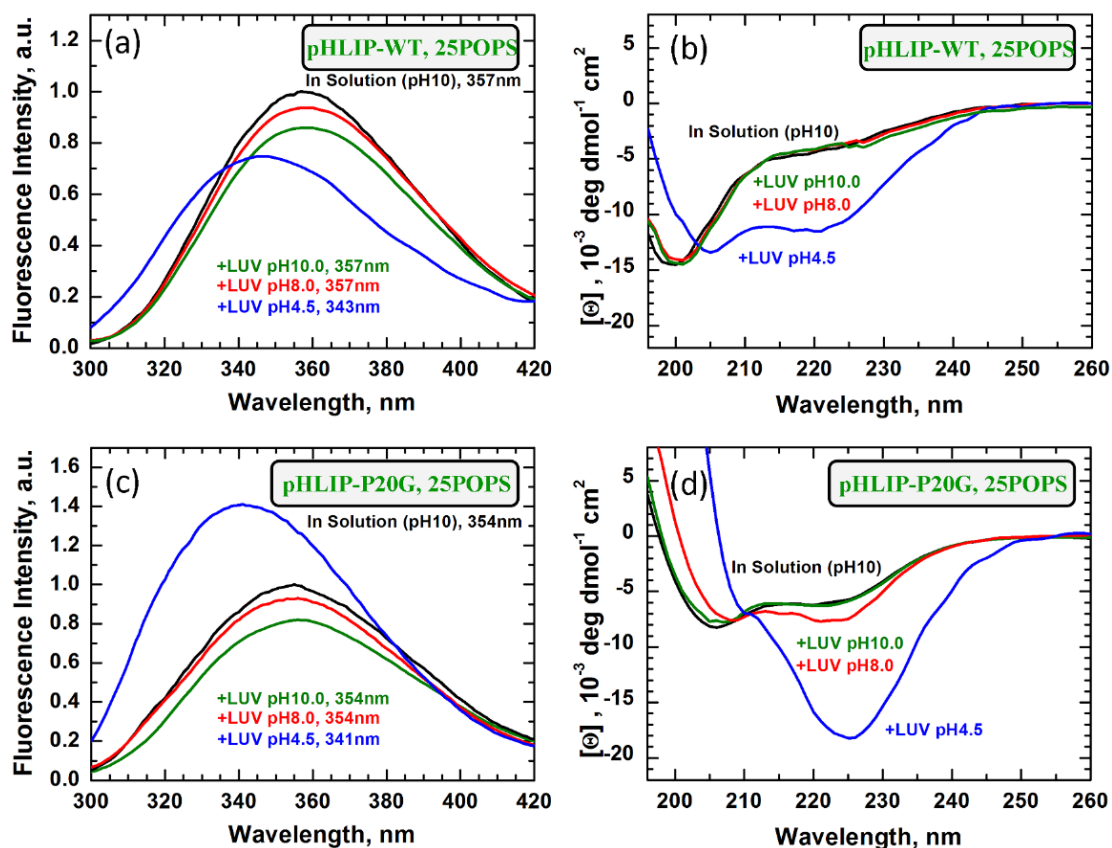 (a)
pHLIP-WT, 25POPS
In Solution (pH10), 357nm
+LUV pH10.0, 357nm
+LUV pH8.0, 357nm
+LUV pH4.5, 343nm
Fluorescence Intensity, a.u.
1.2
1.0
0.8
0.6
0.4
0.2
0.0
300 320 340 360 380 400 420
Wavelength, nm
(b)
pHLIP-WT, 25POPS
In Solution (pH10)
+LUV pH10.0
+LUV pH8.0
+LUV pH4.5
[Θ] , 10⁻³ deg dmol⁻¹ cm²
5
0
-5
-10
-15
-20
200 210 220 230 240 250 260
Wavelength, nm
(c)
pHLIP-P20G, 25POPS
In Solution (pH10), 354nm
+LUV pH10.0, 354nm
+LUV pH8.0, 354nm
+LUV pH4.5, 341nm
Fluorescence Intensity, a.u.
1.6
1.4
1.2
1.0
0.8
0.6
0.4
0.2
0.0
300 320 340 360 380 400 420
Wavelength, nm
(d)
pHLIP-P20G, 25POPS
In Solution (pH10)
+LUV pH10.0
+LUV pH8.0
+LUV pH4.5
[Θ] , 10⁻³ deg dmol⁻¹ cm²
5
0
-5
-10
-15
-20
200 210 220 230 240 250 260
Wavelength, nm